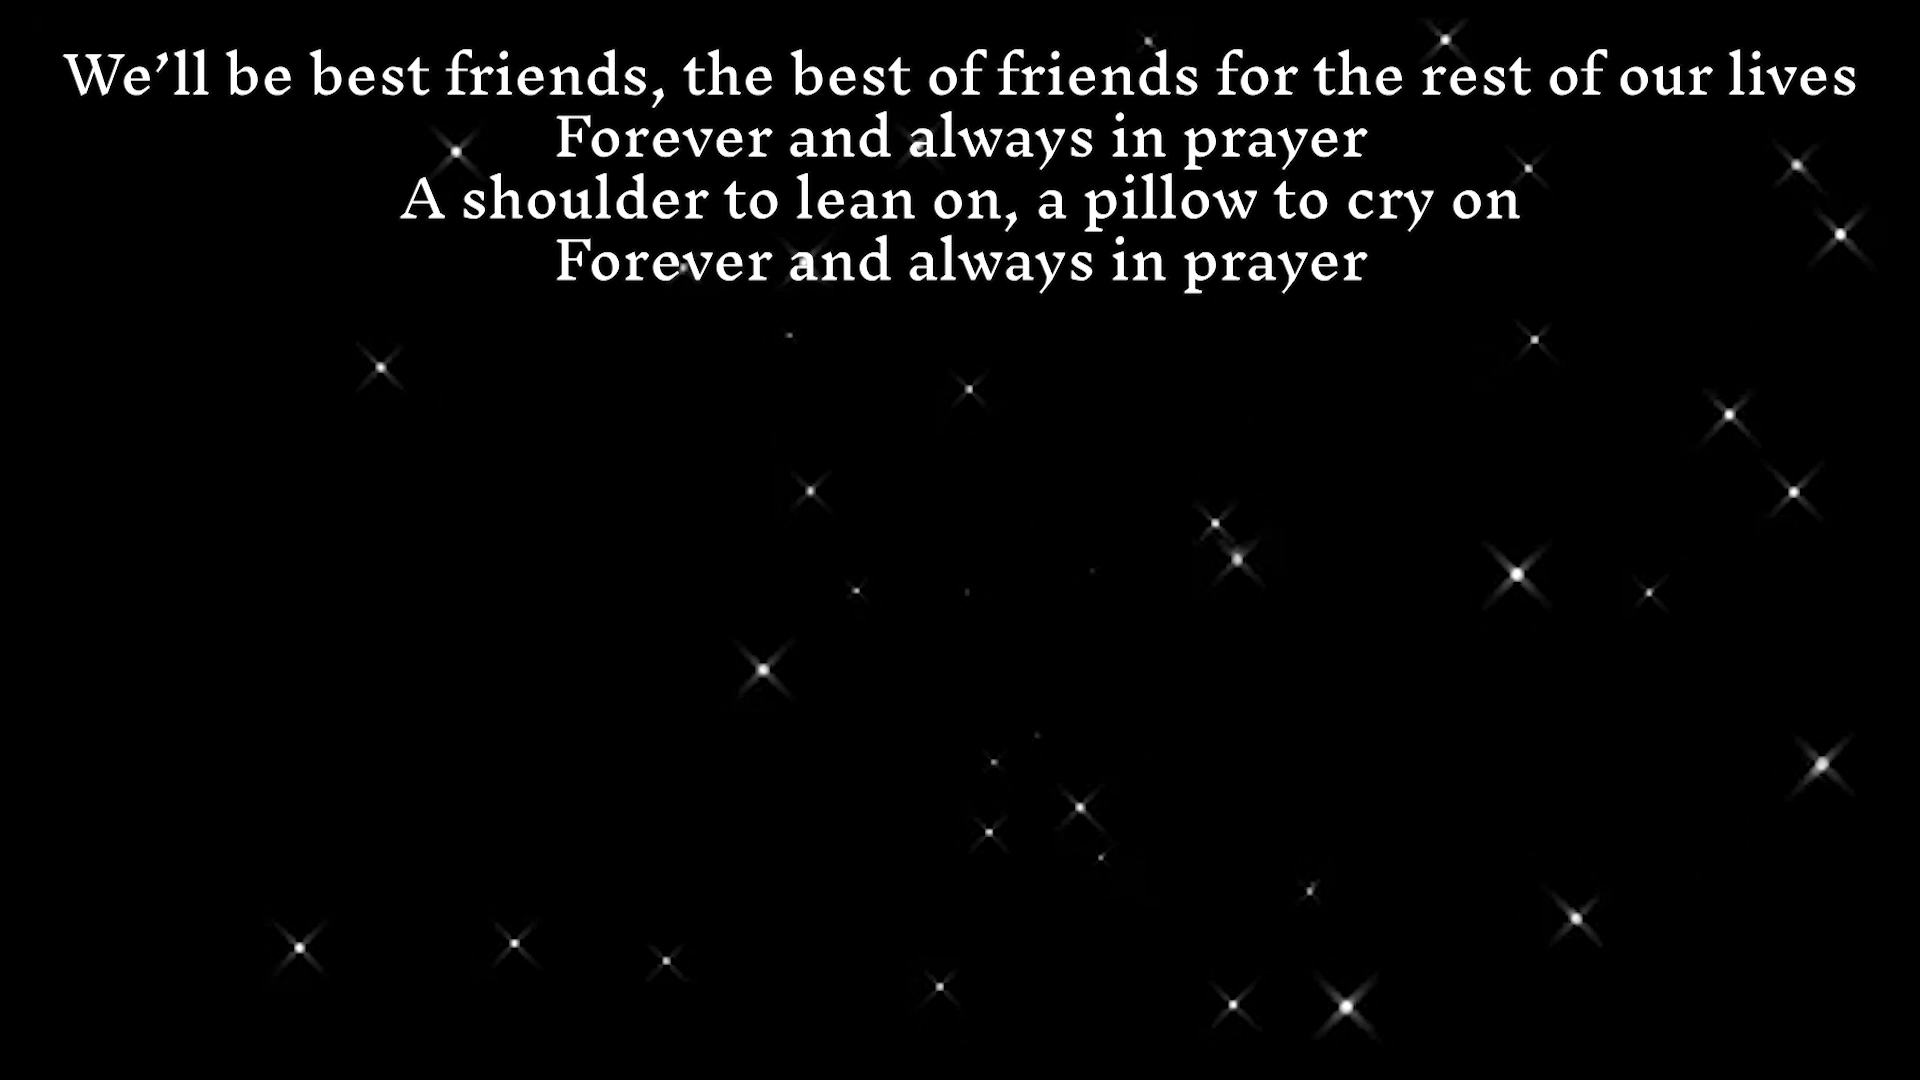 We’ll be best friends, the best of friends for the rest of our lives
Forever and always in prayer
A shoulder to lean on, a pillow to cry on
Forever and always in prayer